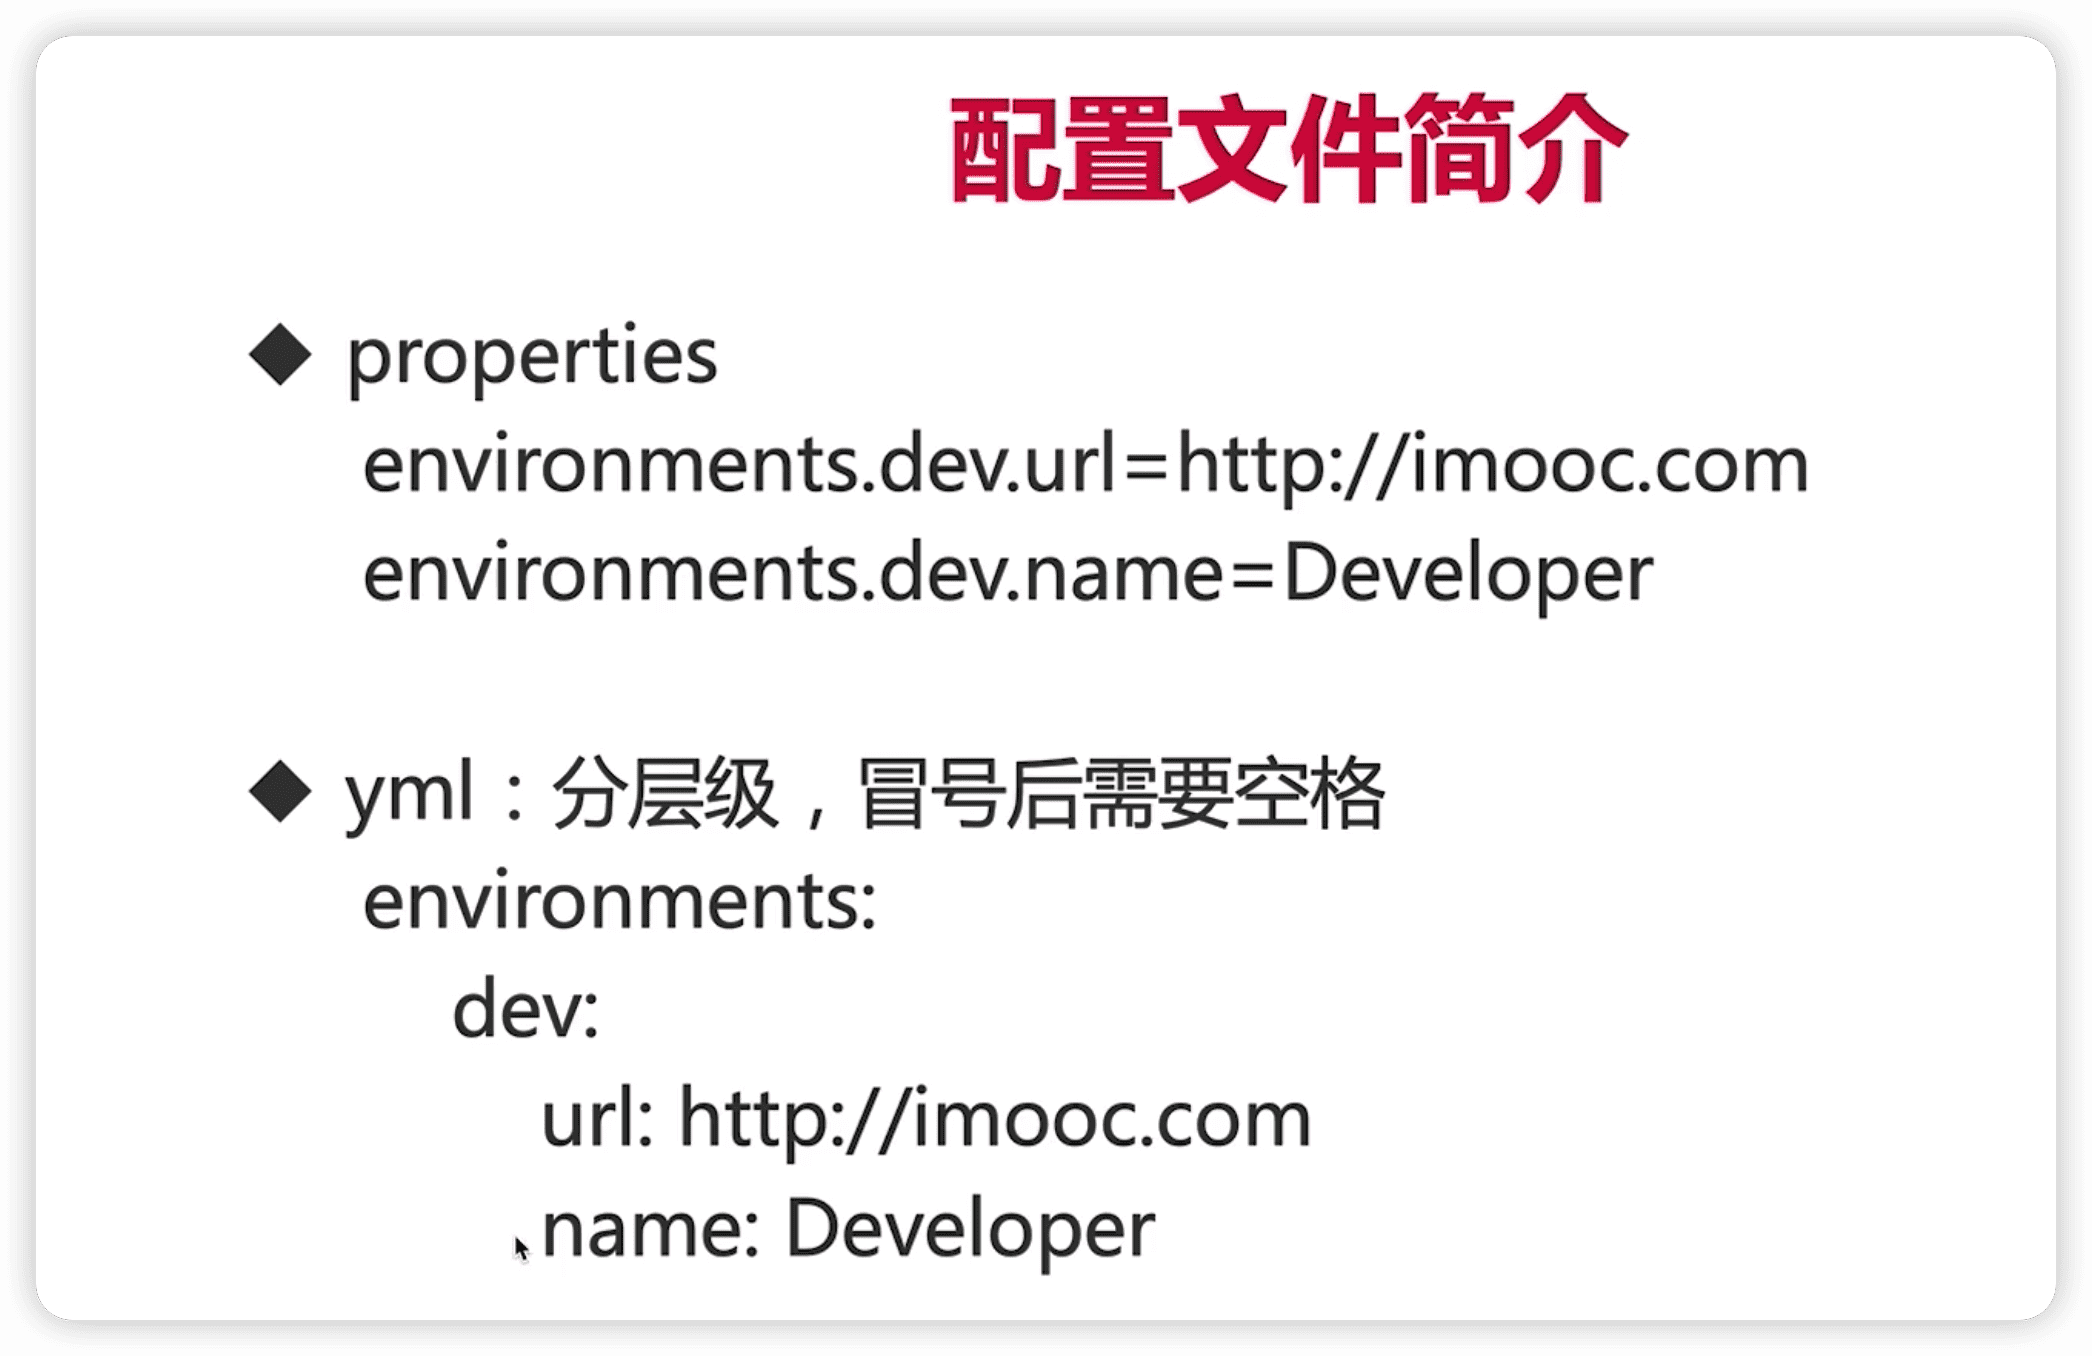 配置文件简介
◆ properties
environments.dev.url=http://imooc.com
environments.dev.name=Developer
◆ yml：分层级，冒号后需要空格
environments:
dev:
url: http://imooc.com
name: Developer